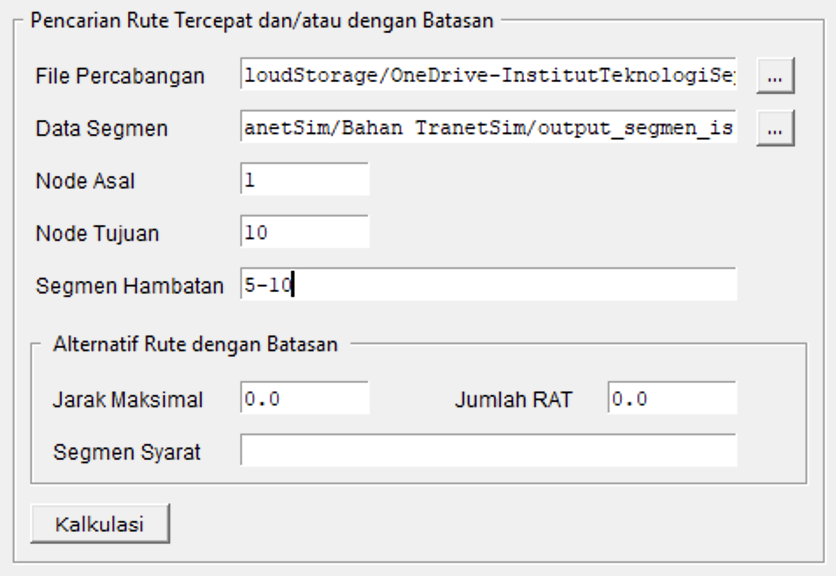 Pencarian Rute Tercepat dan/atau dengan Batasan
File Percabangan loudStorage/OneDrive-InstitutTeknologiSe ...
Data Segmen anetSim/Bahan TranetSim/output_segmen_is ...
Node Asal 1
Node Tujuan 10
Segmen Hambatan 5-10
Alternatif Rute dengan Batasan
Jarak Maksimal 0.0 Jumlah RAT 0.0
Segmen Syarat
Kalkulasi